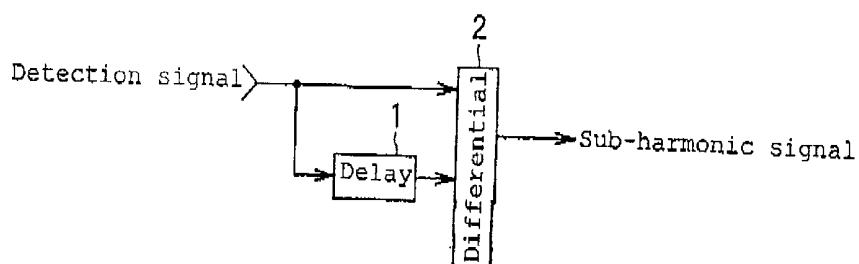 2
Detection signal
1
Delay
Differential
Sub-harmonic signal